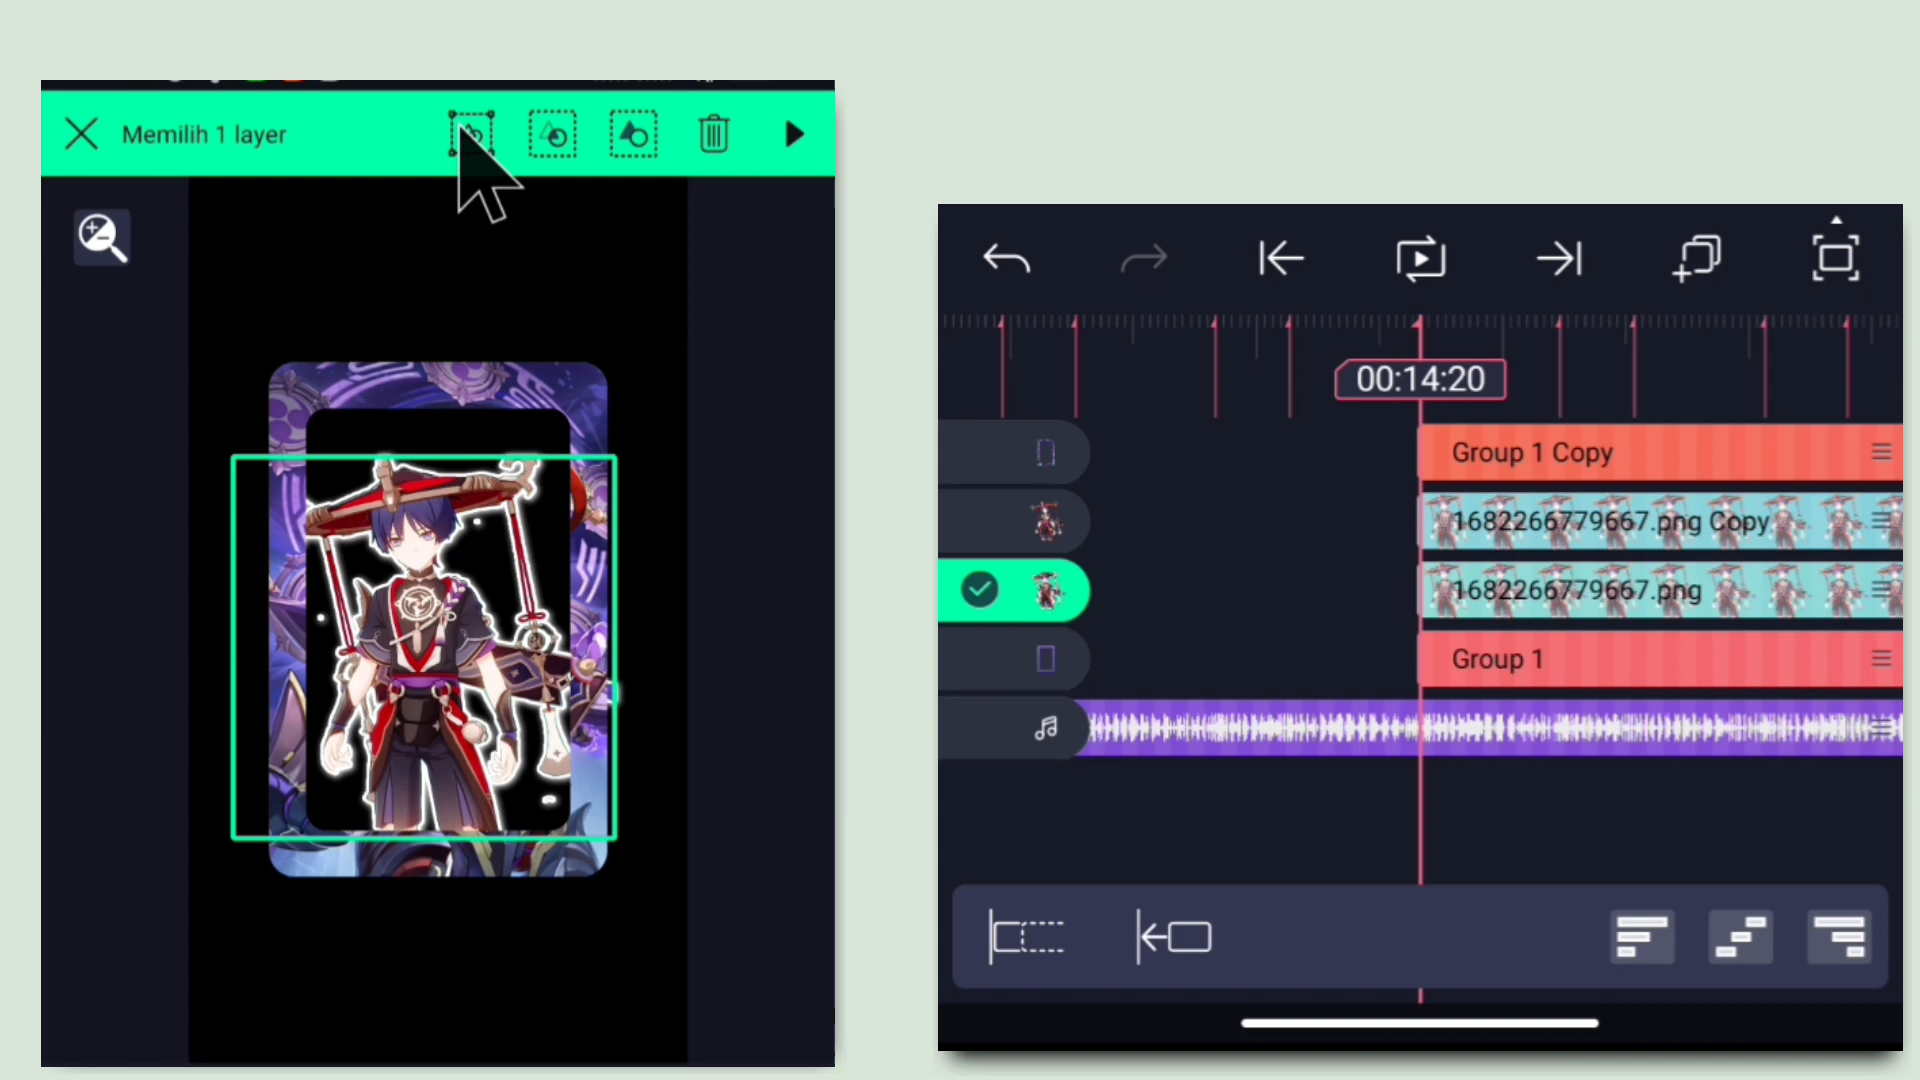 Memilih 1 layer
00:14:20
Group 1 Copy
1682266779667.png Copy
1682266779667.png
Group 1